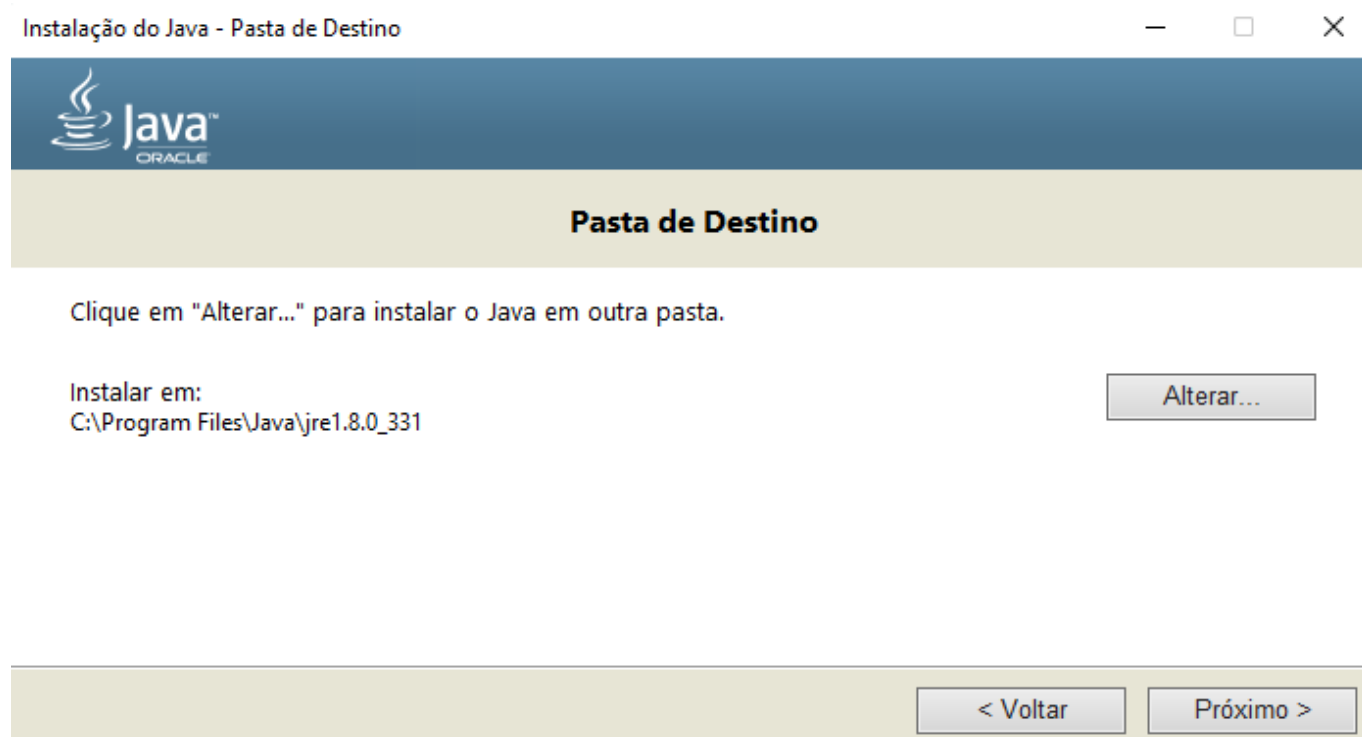 Instalação do Java - Pasta de Destino
Java™
ORACLE
Pasta de Destino
Clique em "Alterar..." para instalar o Java em outra pasta.
Instalar em:
C:\Program Files\Java\jre1.8.0_331
Alterar...
< Voltar
Próximo >